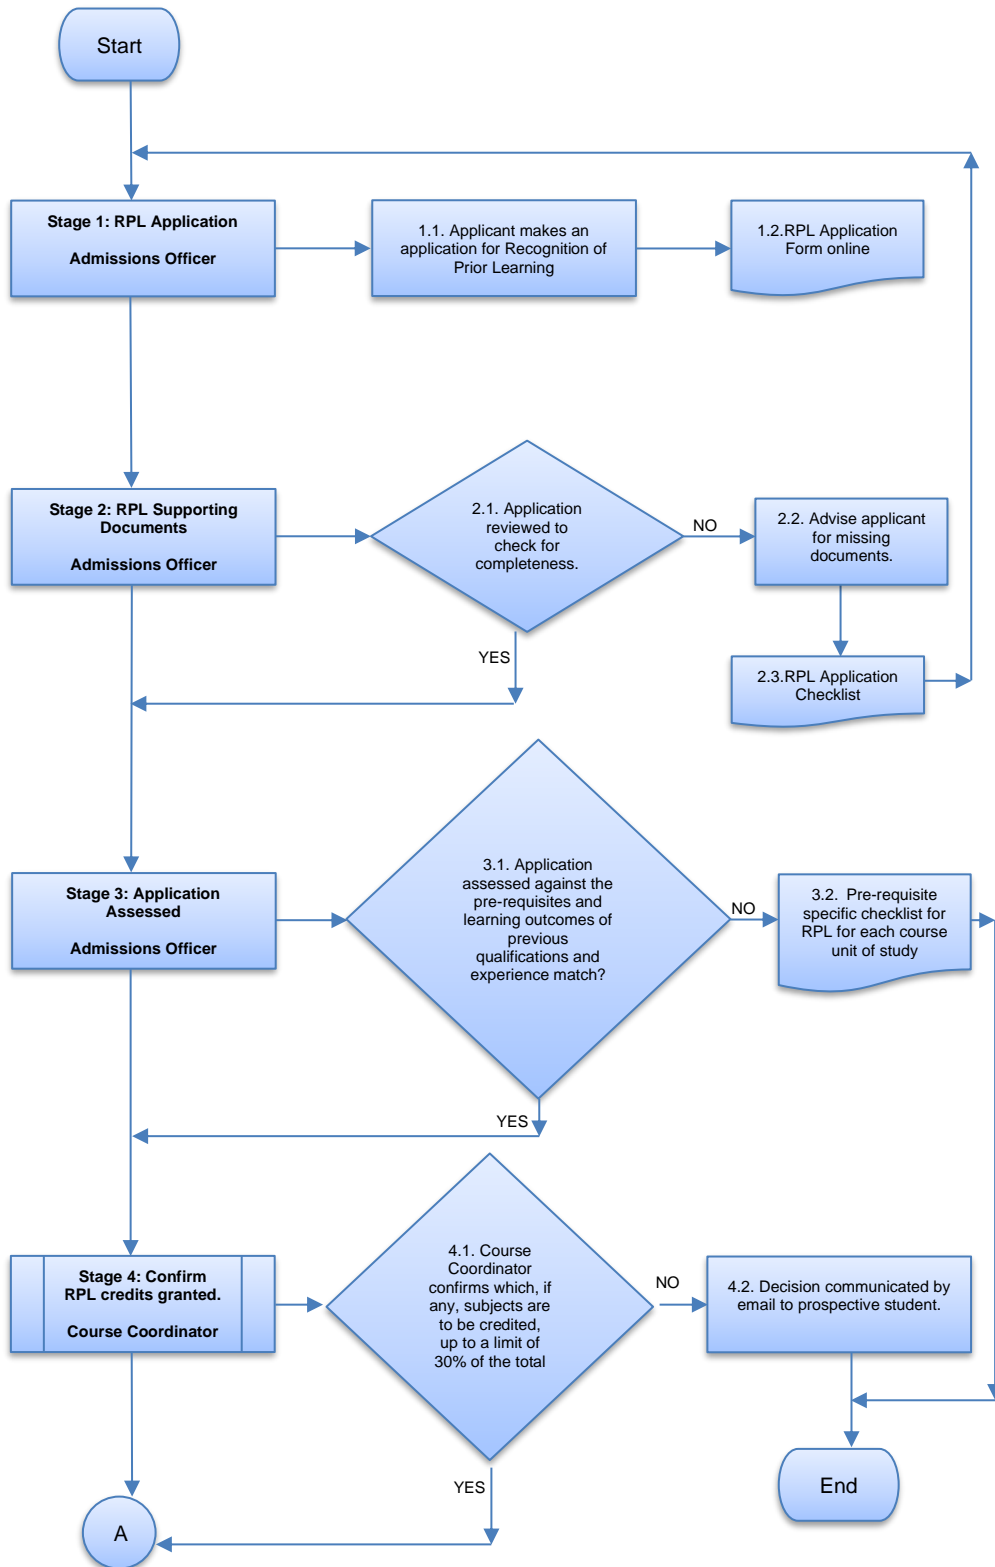 Start
Stage 1: RPL Application
Admissions Officer
1.1. Applicant makes an
application for Recognition of
Prior Learning
1.2.RPL Application
Form online
Stage 2: RPL Supporting
Documents
Admissions Officer
2.1. Application
reviewed to
check for
completeness.
NO
2.2. Advise applicant
for missing
documents.
YES
2.3.RPL Application
Checklist
Stage 3: Application
Assessed
Admissions Officer
3.1. Application
assessed against the
pre-requisites and
learning outcomes of
previous
qualifications and
experience match?
NO
3.2. Pre-requisite
specific checklist for
RPL for each course
unit of study
YES
Stage 4: Confirm
RPL credits granted.
Course Coordinator
4.1. Course
Coordinator
confirms which, if
any, subjects are
to be credited,
up to a limit of
30% of the total
NO
4.2. Decision communicated by
email to prospective student.
YES
End
A